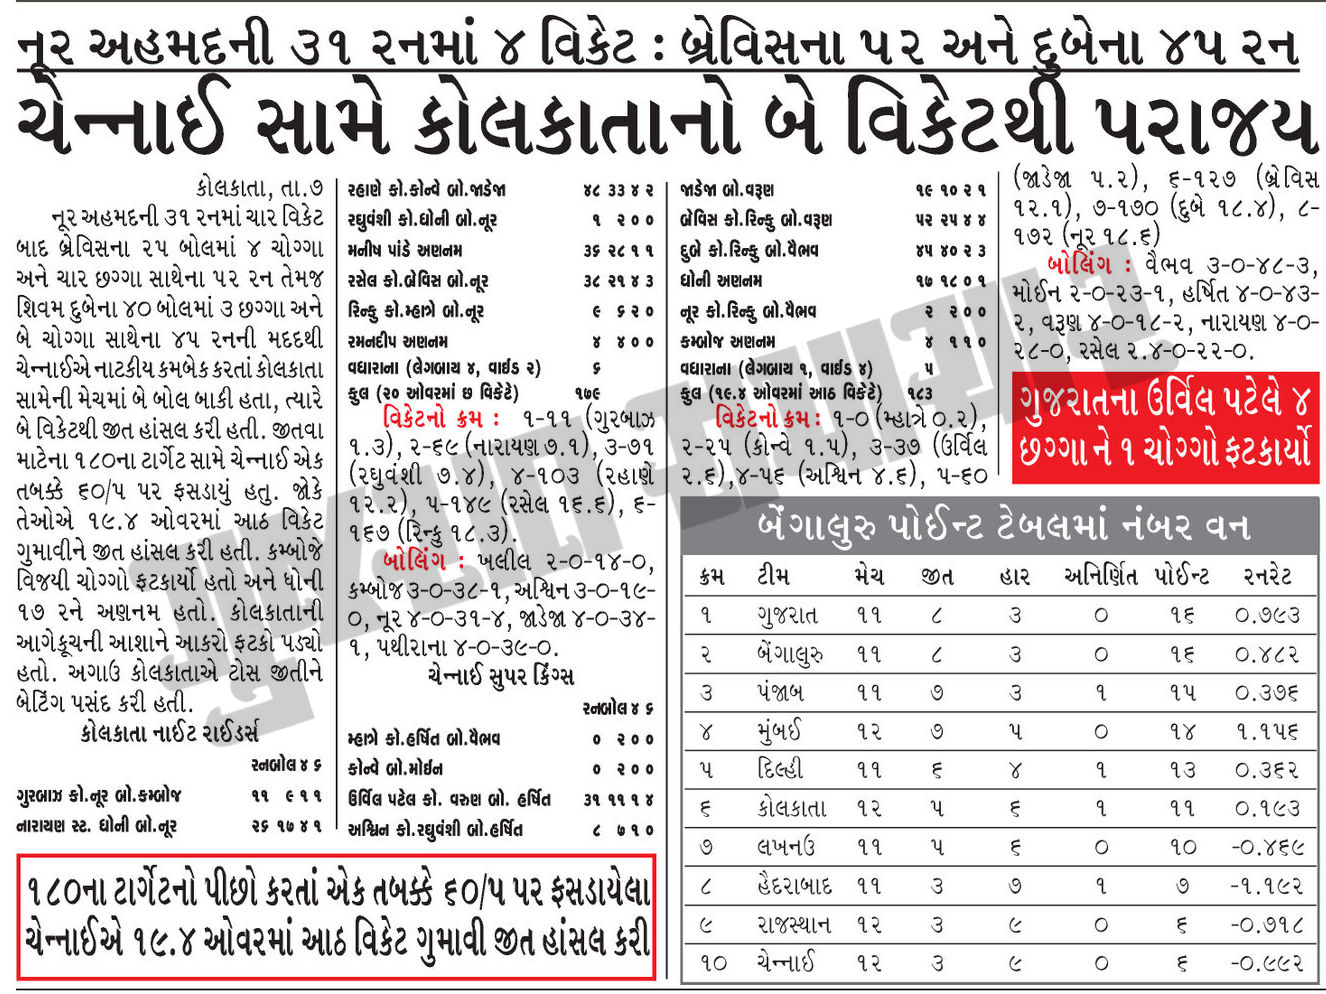 નૂર અહમદની ૩૧ રનમાં ૪ વિકેટ : બ્રેવિસના ૫૨ અને દુબેના ૪૫ રન
ચેન્નાઈ સામે કોલકાતાનો બે વિકેટથી પરાજય
કોલકાતા, તા.૭
નૂર અહમદની ૩૧ રનમાં ચાર વિકેટ
બાદ બ્રેવિસના ૨૫ બોલમાં ૪ ચોગ્ગા
અને ચાર છગ્ગા સાથેના ૫૨ રન તેમજ
શિવમ દુબેના ૪૦ બોલમાં ૩ છગ્ગા અને
બે ચોગ્ગા સાથેના ૪૫ રનની મદદથી
ચેન્નાઈએ નાટકીય કમબેક કરતાં કોલકાતા
સામેની મેચમાં બે બોલ બાકી હતા, ત્યારે
બે વિકેટથી જીત હાંસલ કરી હતી. જીતવા
માટેના ૧૮૦ના ટાર્ગેટ સામે ચેન્નાઈ એક
તબક્કે ૬૦/૫ પર ફસડાયું હતુ. જોકે
તેઓએ ૧૯.૪ ઓવરમાં આઠ વિકેટ
ગુમાવીને જીત હાંસલ કરી હતી. કમ્બોજે
વિજયી ચોગ્ગો ફટકાર્યો હતો અને ધોની
૧૭ રને અણનમ હતો. કોલકાતાની
આગેકૂચની આશાને આકરો ફટકો પડ્યો
હતો. અગાઉ કોલકાતાએ ટોસ જીતીને
બેટિંગ પસંદ કરી હતી.
કોલકાતા નાઈટ રાઈડર્સ
રનબોલ ૪ ૬
ગુરબાઝ કો.નૂર બો.કમ્બોજ ૧૧ ૯ ૧ ૧
નારાયણ સ્ટ. ધોની બો.નૂર ૨૬ ૧૭ ૪ ૧
રહાણે કો.કોન્વે બો.જાડેજા ૪૮ ૩૩ ૪ ૨
રઘુવંશી કો.ધોની બો.નૂર ૧ ૨ ૦ ૦
મનીષ પાંડે અણનમ ૩૬ ૨૮ ૧ ૧
રસેલ કો.બ્રેવિસ બો.નૂર ૩૮ ૨૧ ૪ ૩
રિન્કુ કો.મ્હાત્રે બો.નૂર ૯ ૬ ૨ ૦
રમનદીપ અણનમ ૪ ૪ ૦ ૦
વધારાના (લેગબાય ૪, વાઈડ ૨) ૬
કુલ (૨૦ ઓવરમાં છ વિકેટે) ૧૭૯
વિકેટનો ક્રમ : ૧-૧૧ (ગુરબાઝ
૧.૩), ૨-૬૯ (નારાયણ ૭.૧), ૩-૭૧
(રઘુવંશી ૭.૪), ૪-૧૦૩ (રહાણે
૧૨.૨), ૫-૧૪૯ (રસેલ ૧૬.૬), ૬-
૧૬૭ (રિન્કુ ૧૮.૩).
બોલિંગ : ખલીલ ૨-૦-૧૪-૦,
કમ્બોજ ૩-૦-૩૮-૧, અશ્વિન ૩-૦-૧૯-
૦, નૂર ૪-૦-૩૧-૪, જાડેજા ૪-૦-૩૪-
૧, પથીરાના ૪-૦-૩૯-૦.
ચેન્નાઈ સુપર કિંગ્સ
રનબોલ ૪ ૬
મ્હાત્રે કો.હર્ષિત બો.વૈભવ ૦ ૨ ૦ ૦
કોન્વે બો.મોઈન ૦ ૨ ૦ ૦
ઉર્વિલ પટેલ કો. વરુણ બો. હર્ષિત ૩૧ ૧૧ ૧ ૪
અશ્વિન કો.રઘુવંશી બો.હર્ષિત ૮ ૭ ૧ ૦
જાડેજા બો.વરૂણ ૧૯ ૧૦ ૨ ૧
બ્રેવિસ કો.રિન્કુ બો.વરૂણ ૫૨ ૨૫ ૪ ૪
દુબે કો.રિન્કુ બો.વૈભવ ૪૫ ૪૦ ૨ ૩
ધોની અણનમ ૧૭ ૧૮ ૦ ૧
નૂર કો.રિન્કુ બો.વૈભવ ૨ ૨ ૦ ૦
કમ્બોજ અણનમ ૪ ૧ ૧ ૦
વધારાના (લેગબાય ૧, વાઈડ ૪) ૫
કુલ (૧૯.૪ ઓવરમાં આઠ વિકેટે) ૧૮૩
વિકેટનો ક્રમ : ૧-૦ (મ્હાત્રે ૦.૨),
૨-૨૫ (કોન્વે ૧.૫), ૩-૩૭ (ઉર્વિલ
૨.૬),૪-૫૬ (અશ્વિન ૪.૬), ૫-૬૦
(જાડેજા ૫.૨), ૬-૧૨૭ (બ્રેવિસ
૧૨.૧), ૭-૧૭૦ (દુબે ૧૮.૪), ૮-
૧૭૨ (નૂર ૧૮.૬)
બોલિંગ : વૈભવ ૩-૦-૪૮-૩,
મોઈન ૨-૦-૨૩-૧, હર્ષિત ૪-૦-૪૩-
૨, વરૂણ ૪-૦-૧૮-૨, નારાયણ ૪-૦-
૨૮-૦, રસેલ ૨.૪-૦-૨૨-૦.
ગુજરાતના ઉર્વિલ પટેલે ૪
છગ્ગા ને ૧ ચોગ્ગો ફટકાર્યો
બેંગાલુરુ પોઈન્ટ ટેબલમાં નંબર વન
ક્રમ ટીમ મેચ જીત હાર અનિર્ણિત પોઈન્ટ રનરેટ
૧ ગુજરાત ૧૧ ૮ ૩ ૦ ૧૬ ૦.૭૯૩
૨ બેંગાલુરુ ૧૧ ૮ ૩ ૦ ૧૬ ૦.૪૮૨
૩ પંજાબ ૧૧ ૭ ૩ ૧ ૧૫ ૦.૩૭૬
૪ મુંબઈ ૧૨ ૭ ૫ ૦ ૧૪ ૧.૧૫૬
૫ દિલ્હી ૧૧ ૬ ૪ ૧ ૧૩ ૦.૩૬૨
૬ કોલકાતા ૧૨ ૫ ૬ ૧ ૧૧ ૦.૧૯૩
૭ લખનઉ ૧૧ ૫ ૬ ૦ ૧૦ -૦.૪૬૯
૮ હૈદરાબાદ ૧૧ ૩ ૭ ૧ ૭ -૧.૧૯૨
૯ રાજસ્થાન ૧૨ ૩ ૯ ૦ ૬ -૦.૭૧૮
૧૦ ચેન્નાઈ ૧૨ ૩ ૯ ૦ ૬ -૦.૯૯૨
૧૮૦ના ટાર્ગેટનો પીછો કરતાં એક તબક્કે ૬૦/૫ પર ફસડાયેલા
ચેન્નાઈએ ૧૯.૪ ઓવરમાં આઠ વિકેટ ગુમાવી જીત હાંસલ કરી
ગુજરાત સમાચાર